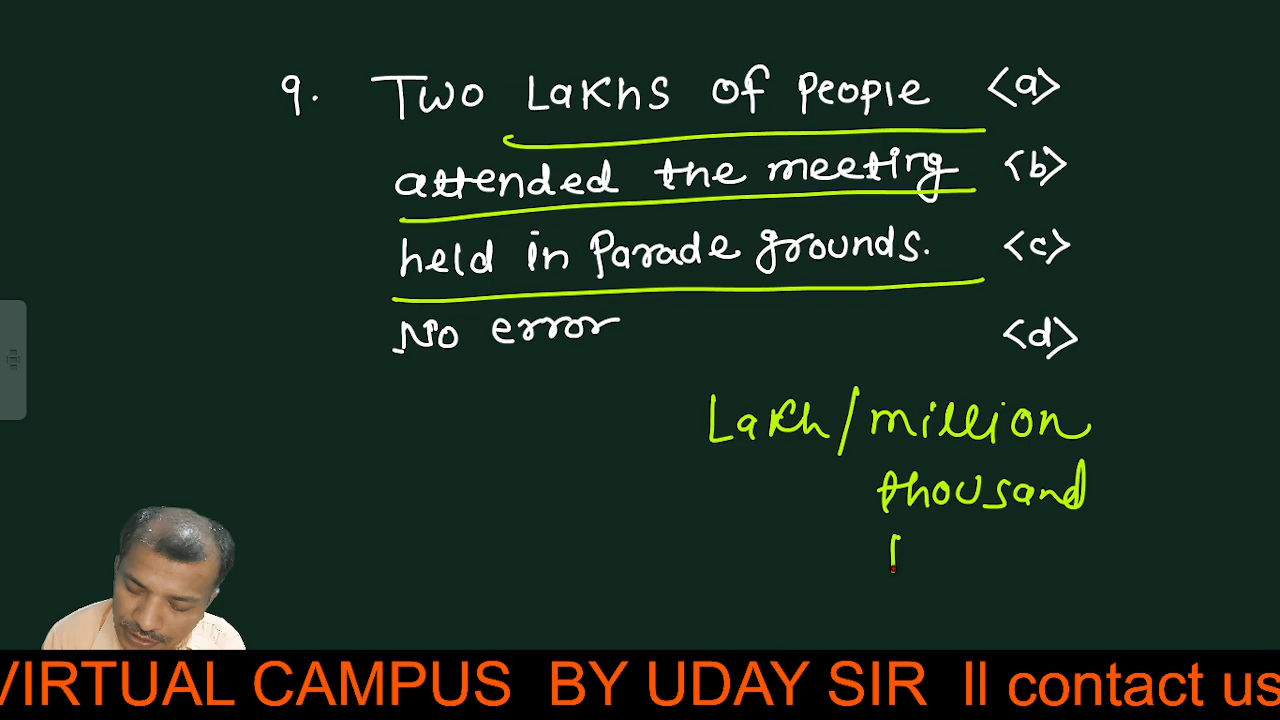 9. Two Lakhs of People <a>
attended the meeting <b>
held in Parade grounds. <c>
No error <d>
Lakh/million
thousand
VIRTUAL CAMPUS BY UDAY SIR ll contact us